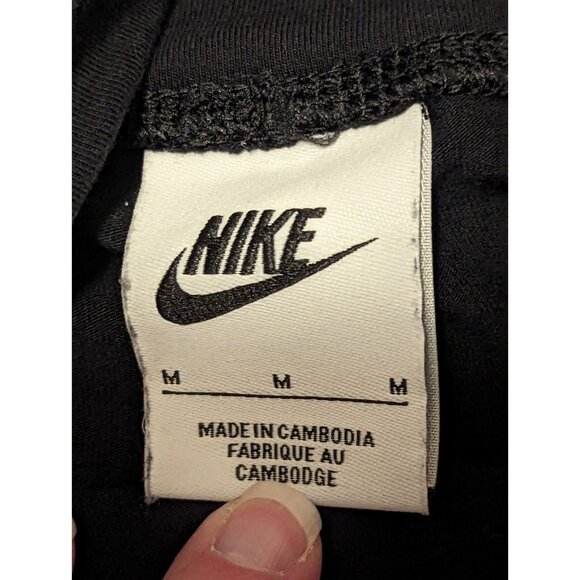 NIKE
M M M
MADE IN CAMBODIA
FABRIQUE AU
CAMBODGE